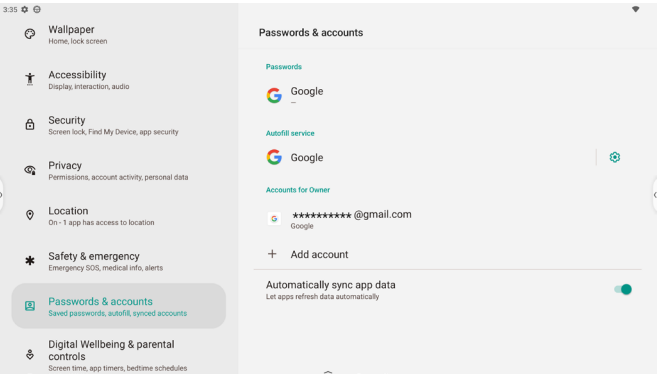 3:35
Wallpaper
Home, lock screen
Accessibility
Display, interaction, audio
Security
Screen lock, Find My Device, app security
Privacy
Permissions, account activity, personal data
Location
On - 1 app has access to location
Safety & emergency
Emergency SOS, medical info, alerts
Passwords & accounts
Saved passwords, autofill, synced accounts
Digital Wellbeing & parental
controls
Screen time, app timers, bedtime schedules
Passwords & accounts
Passwords
Google
–
Autofill service
Google
Accounts for Owner
********** @gmail.com
Google
Add account
Automatically sync app data
Let apps refresh data automatically